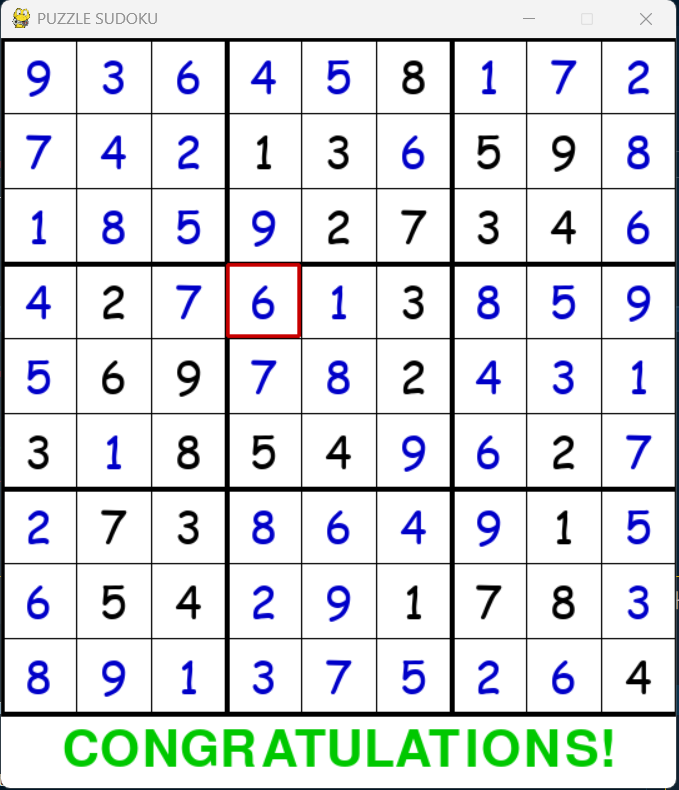 PUZZLE SUDOKU
9 3 6 4 5 8 1 7 2
7 4 2 1 3 6 5 9 8
1 8 5 9 2 7 3 4 6
4 2 7 6 1 3 8 5 9
5 6 9 7 8 2 4 3 1
3 1 8 5 4 9 6 2 7
2 7 3 8 6 4 9 1 5
6 5 4 2 9 1 7 8 3
8 9 1 3 7 5 2 6 4
CONGRATULATIONS!